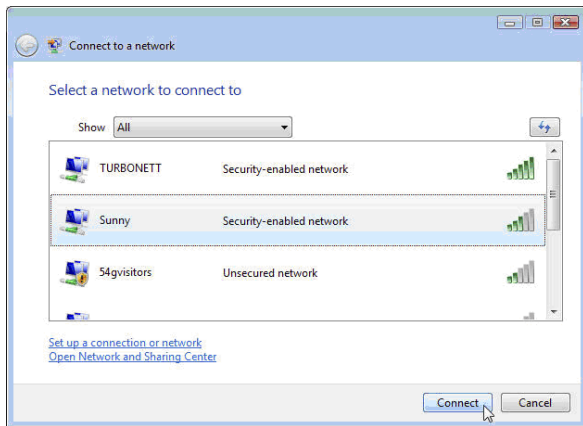 Connect to a network
Select a network to connect to
Show All
TURBONETT Security-enabled network
Sunny Security-enabled network
54gvisitors Unsecured network
Set up a connection or network
Open Network and Sharing Center
Connect Cancel